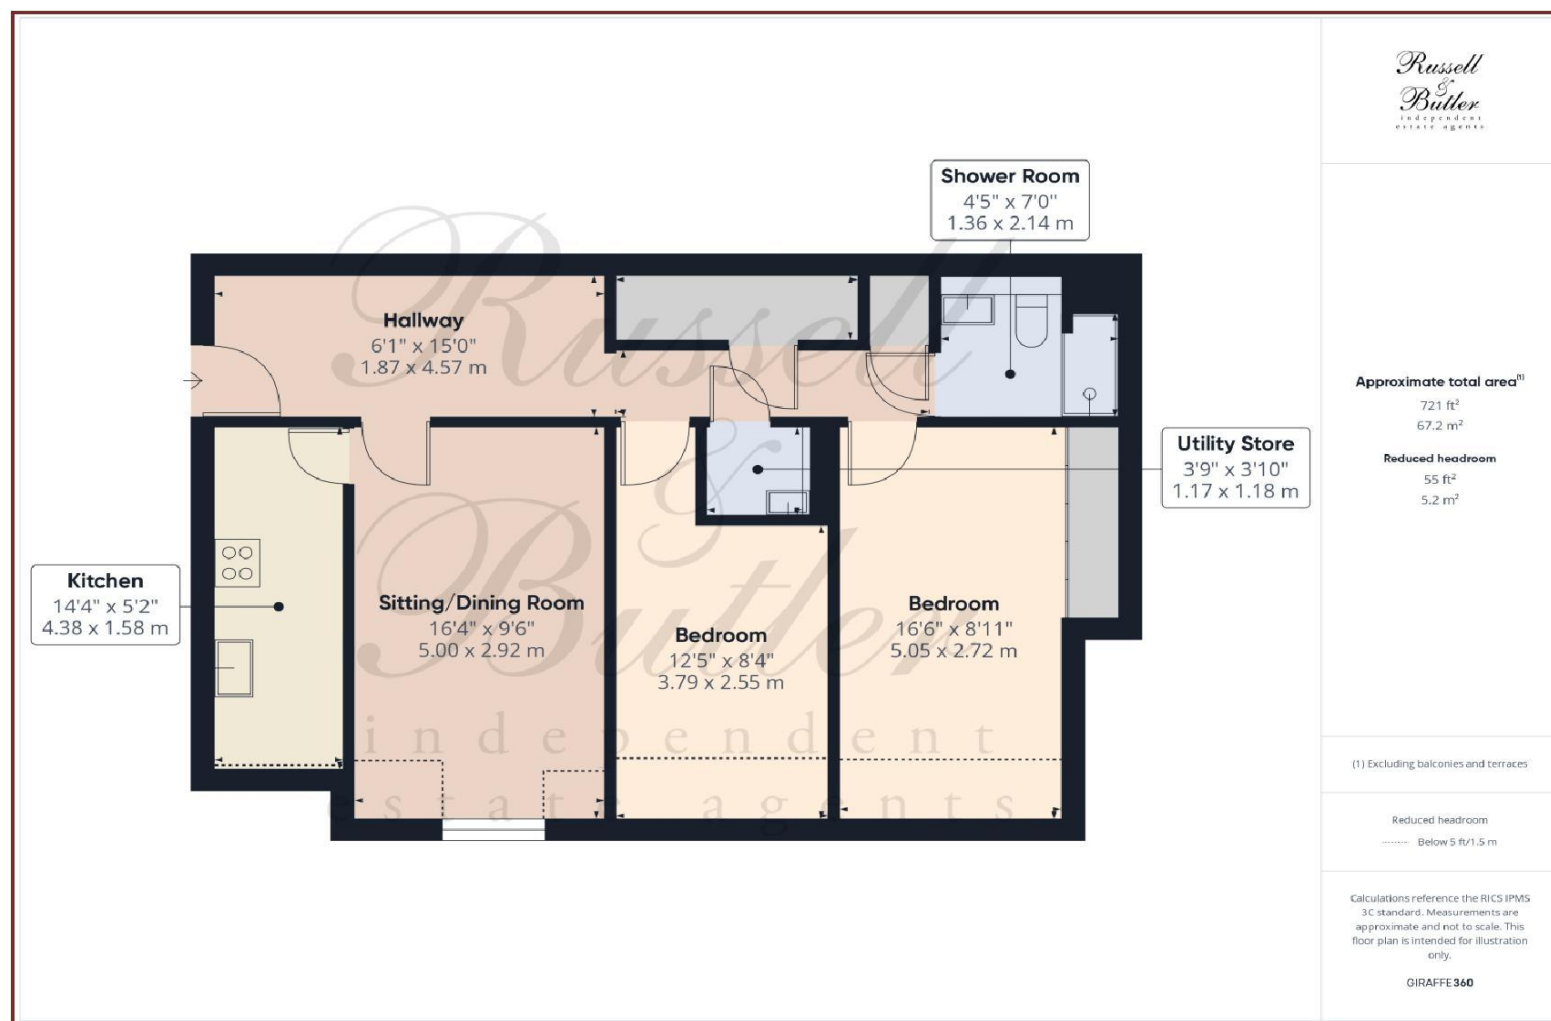 Russell
&
Butler
independent
estate agents
Shower Room
4'5" x 7'0"
1.36 x 2.14 m
Hallway
6'1" x 15'0"
1.87 x 4.57 m
Utility Store
3'9" x 3'10"
1.17 x 1.18 m
Kitchen
14'4" x 5'2"
4.38 x 1.58 m
Sitting/Dining Room
16'4" x 9'6"
5.00 x 2.92 m
Bedroom
12'5" x 8'4"
3.79 x 2.55 m
Bedroom
16'6" x 8'11"
5.05 x 2.72 m
Russell
&
Butler
independent
estate agents
Approximate total area(1)
721 ft²
67.2 m²
Reduced headroom
55 ft²
5.2 m²
(1) Excluding balconies and terraces
Reduced headroom
Below 5 ft/1.5 m
Calculations reference the RICS IPMS
3C standard. Measurements are
approximate and not to scale. This
floor plan is intended for illustration
only.
GIRAFFE360